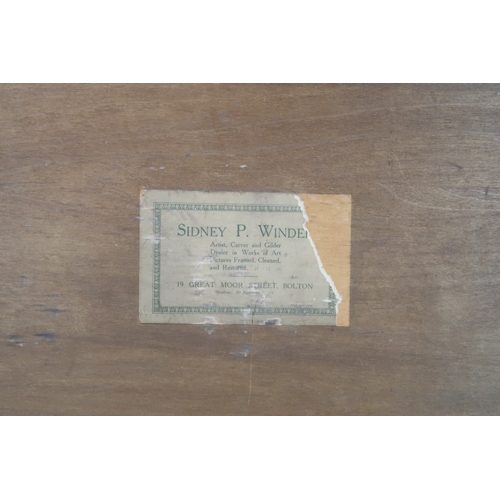 SIDNEY P. WINDE
Artist, Carver and Gilder
Dealer in Works of Art
Pictures Framed, Cleaned,
and Restored.
19 GREAT MOOR STREET, BOLTON